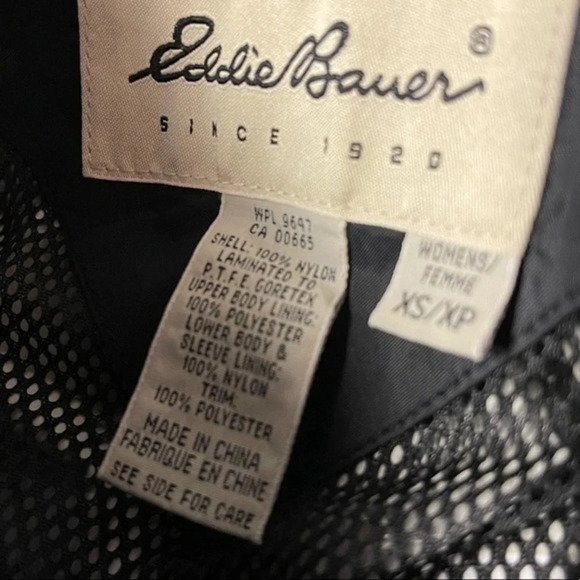 Eddie Bauer ®
SINCE 1920
WPL 9647
CA 00665
SHELL: 100% NYLON
LAMINATED TO
P.T.F.E. GORETEX
UPPER BODY LINING:
100% POLYESTER
LOWER BODY &
SLEEVE LINING:
100% NYLON
TRIM:
100% POLYESTER
MADE IN CHINA
FABRIQUE EN CHINE
SEE SIDE FOR CARE
WOMENS/
FEMME
XS/XP